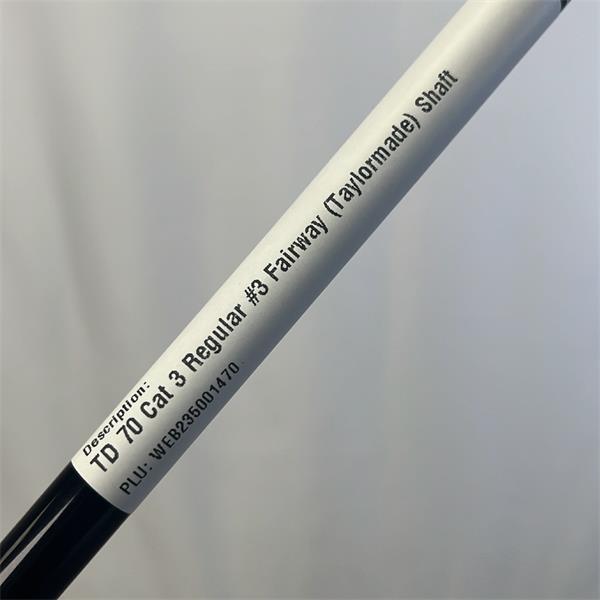 Description:
TD 70 Cat 3 Regular #3 Fairway (Taylormade) Shaft
PLU: WEB235001470